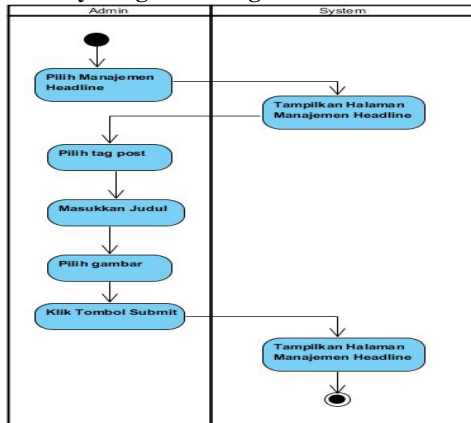 Admin
System
Pilih Manajemen
Headline
Tampilkan Halaman
Manajemen Headline
Pilih tag post
Masukkan Judul
Pilih gambar
Klik Tombol Submit
Tampilkan Halaman
Manajemen Headline